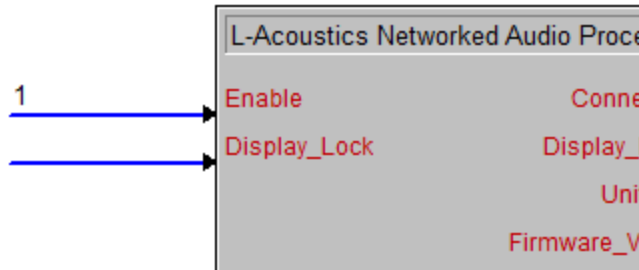 L-Acoustics Networked Audio Proce
1
Enable Conne
Display_Lock Display_
Uni
Firmware_V